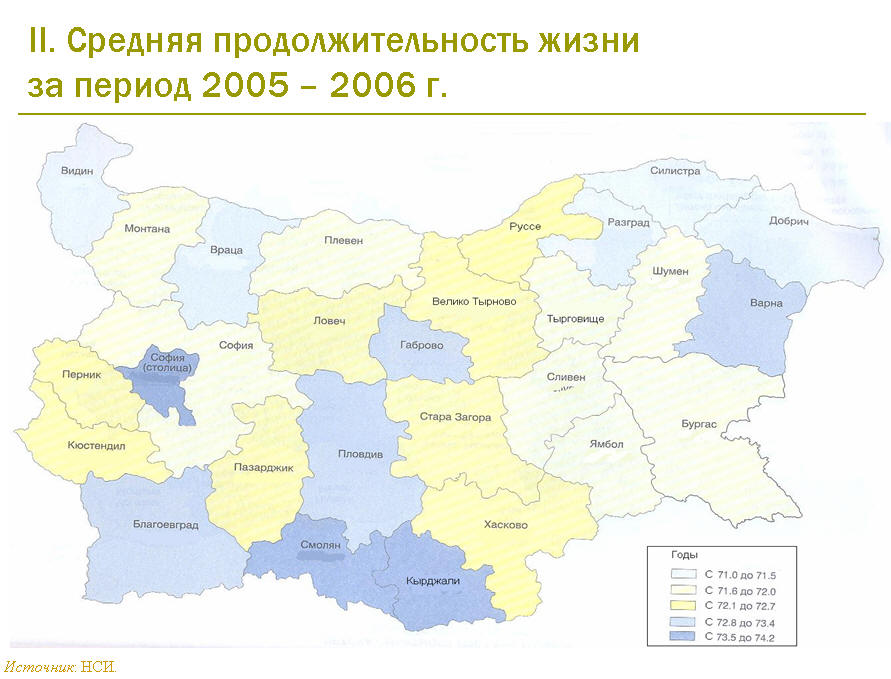 II. Средняя продолжительность жизни
за период 2005 – 2006 г.
Видин
Силистра
Монтана
Враца
Плевен
Руссе
Разград
Добрич
Шумен
Ловеч
Велико Тырново
Тырговище
Варна
София
(столица)
София
Габрово
Перник
Сливен
Кюстендил
Пазарджик
Пловдив
Стара Загора
Ямбол
Бургас
Благоевград
Смолян
Кырджали
Хасково
Годы
С 71.0 до 71.5
С 71.6 до 72.0
С 72.1 до 72.7
С 72.8 до 73.4
С 73.5 до 74.2
Источник: НСИ.